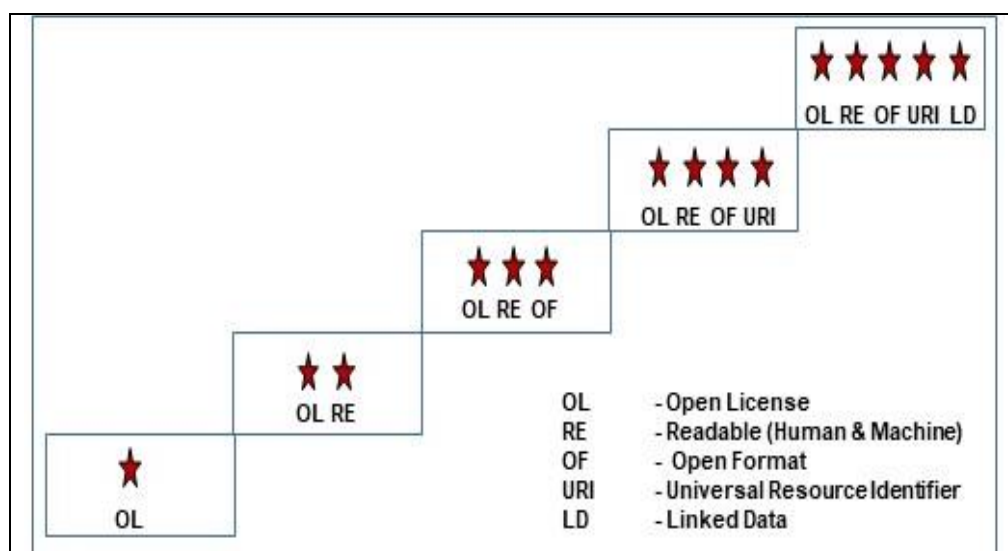 OL RE OF URI LD
OL RE OF URI
OL RE OF
OL RE
OL
OL - Open License
RE - Readable (Human & Machine)
OF - Open Format
URI - Universal Resource Identifier
LD - Linked Data